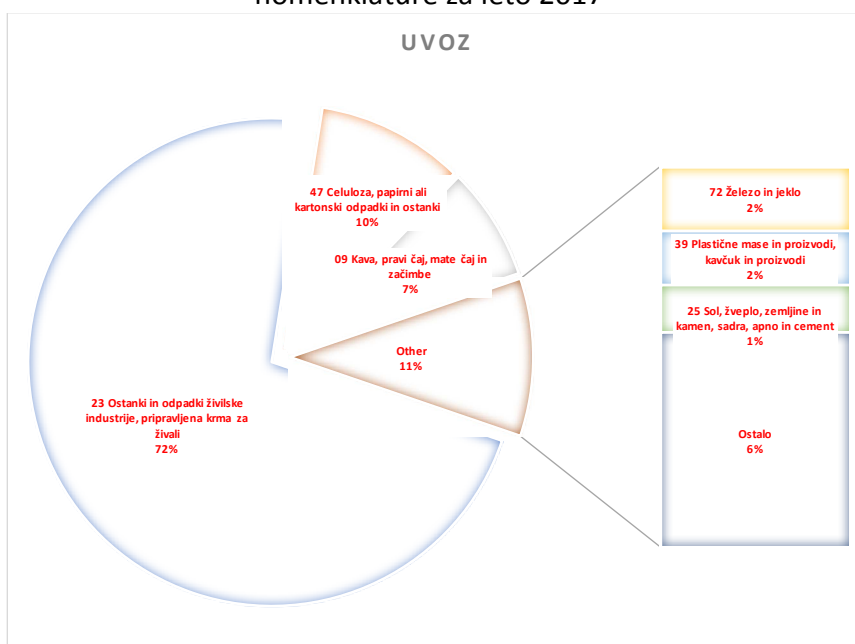 nomenklature za leto 2017
UVOZ
47 Celuloza, papirni ali
kartonski odpadki in ostanki
10%
09 Kava, pravi čaj, mate čaj in
začimbe
7%
Other
11%
23 Ostanki in odpadki živilske
industrije, pripravljena krma za
živali
72%
72 Železo in jeklo
2%
39 Plastične mase in proizvodi,
kavčuk in proizvodi
2%
25 Sol, žveplo, zemljine in
kamen, sadra, apno in cement
1%
Ostalo
6%